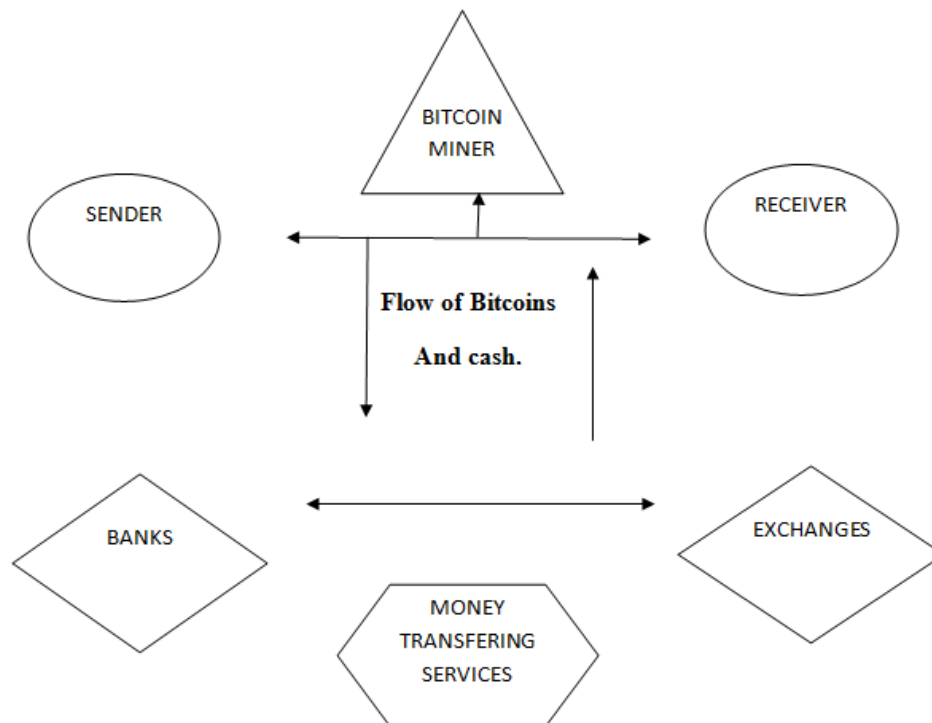 BITCOIN
MINER
SENDER
RECEIVER
Flow of Bitcoins
And cash.
BANKS
EXCHANGES
MONEY
TRANSFERING
SERVICES